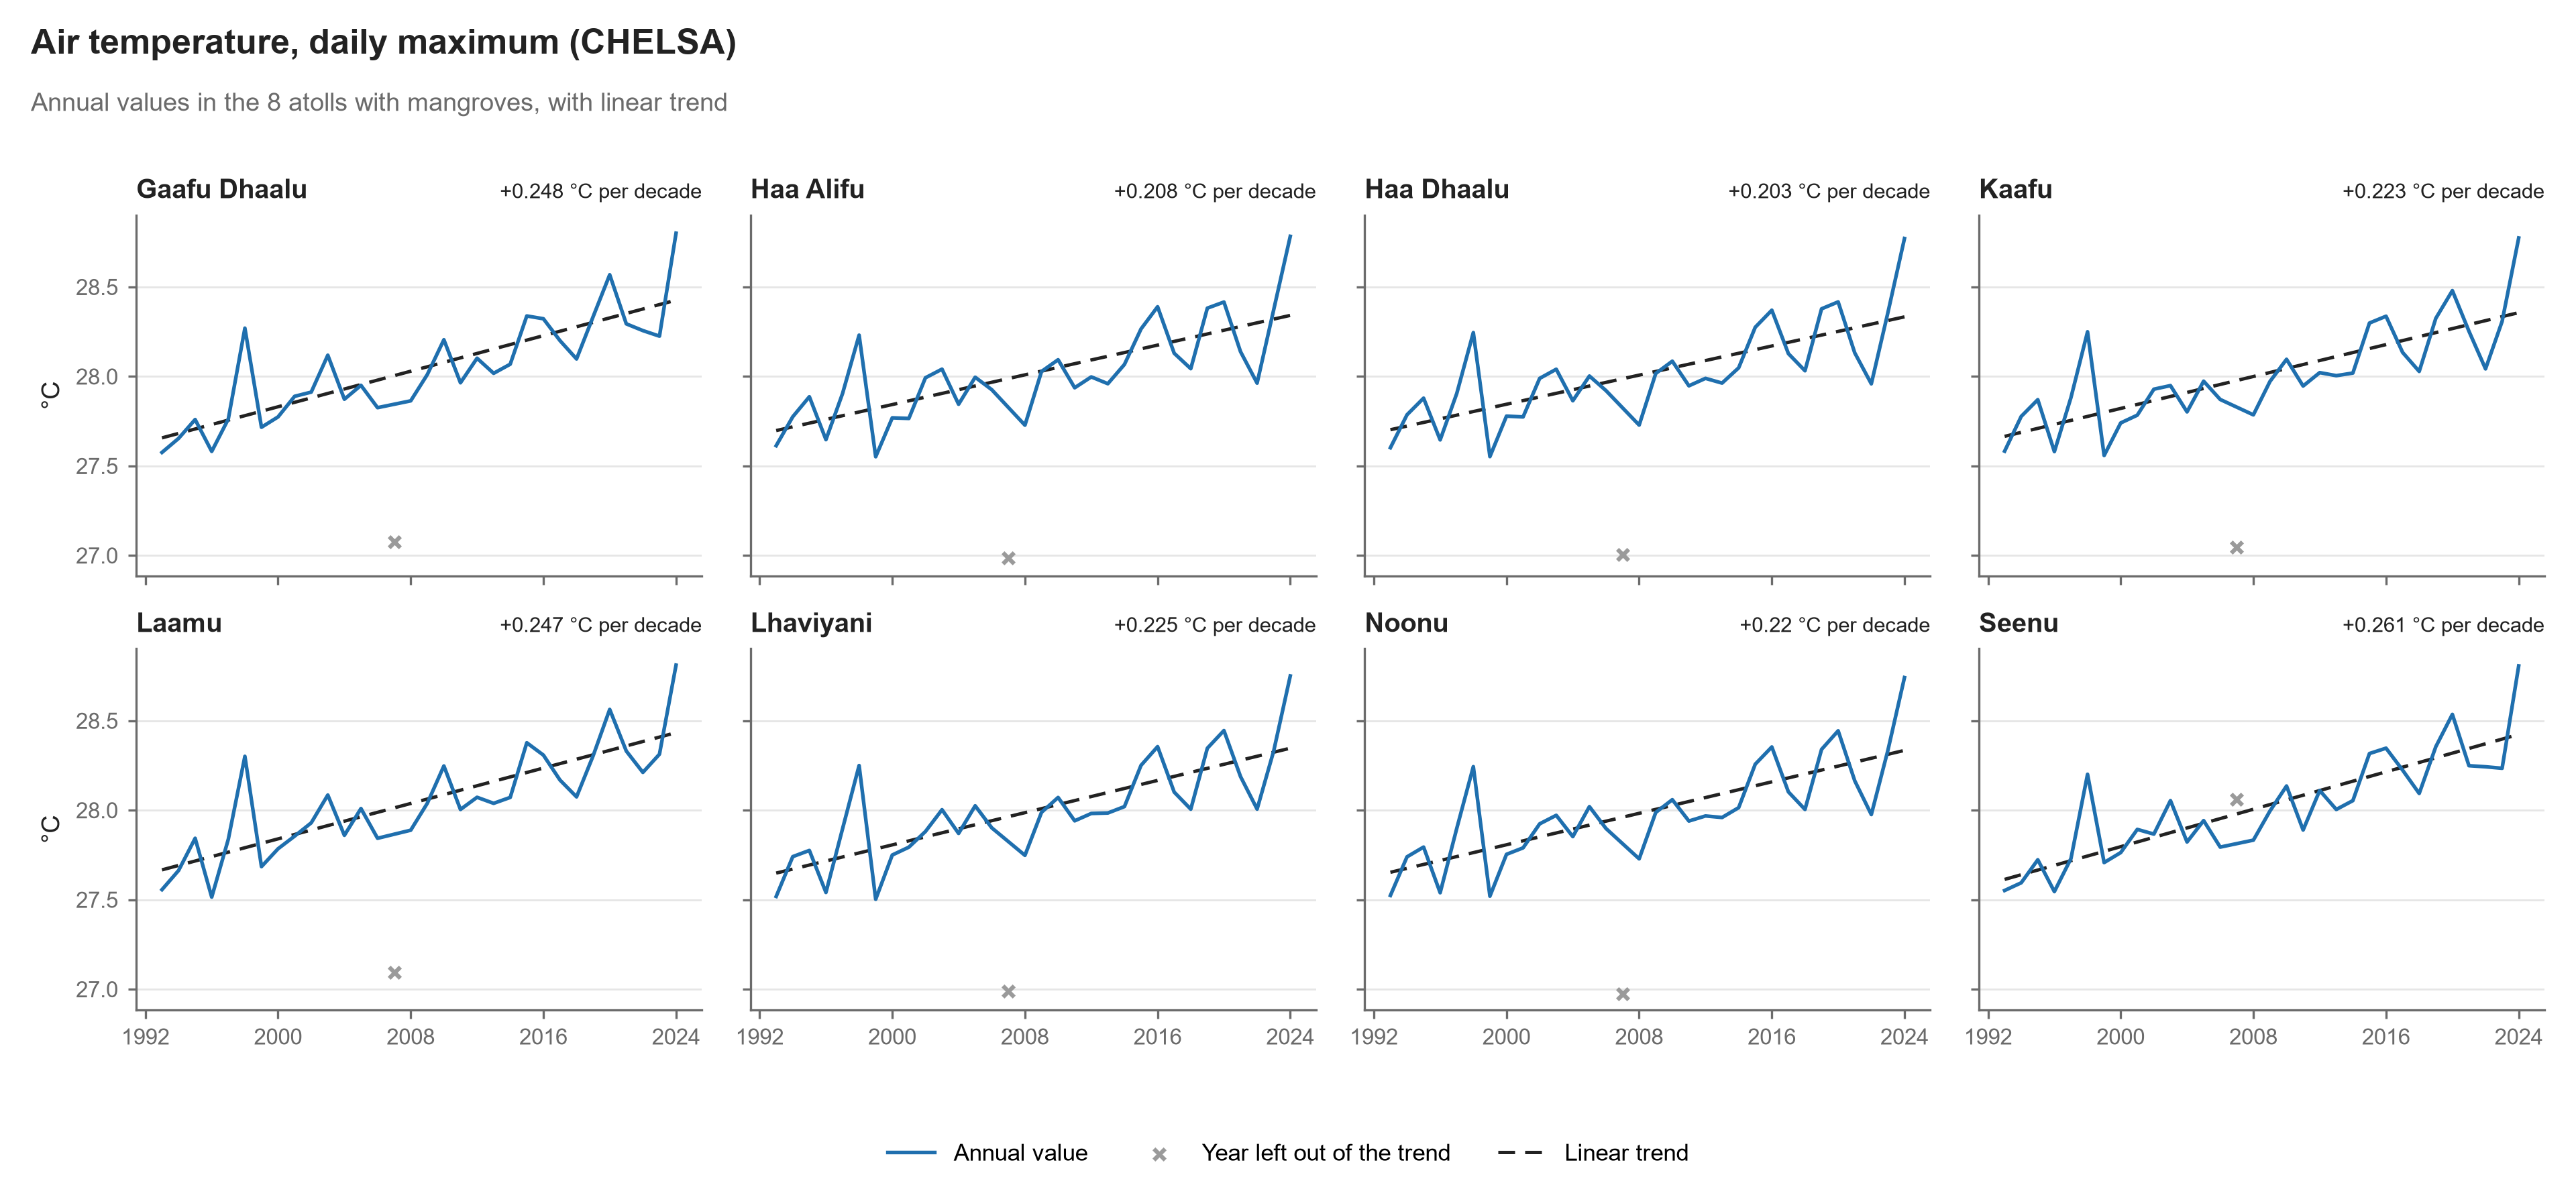 Air temperature, daily maximum (CHELSA)
Annual values in the 8 atolls with mangroves, with linear trend
Gaafu Dhaalu +0.248 °C per decade
Haa Alifu +0.208 °C per decade
Haa Dhaalu +0.203 °C per decade
Kaafu +0.223 °C per decade
°C
28.5
28.0
27.5
27.0
Laamu +0.247 °C per decade
Lhaviyani +0.225 °C per decade
Noonu +0.22 °C per decade
Seenu +0.261 °C per decade
°C
28.5
28.0
27.5
27.0
1992 2000 2008 2016 2024
1992 2000 2008 2016 2024
1992 2000 2008 2016 2024
1992 2000 2008 2016 2024
Annual value
Year left out of the trend
Linear trend